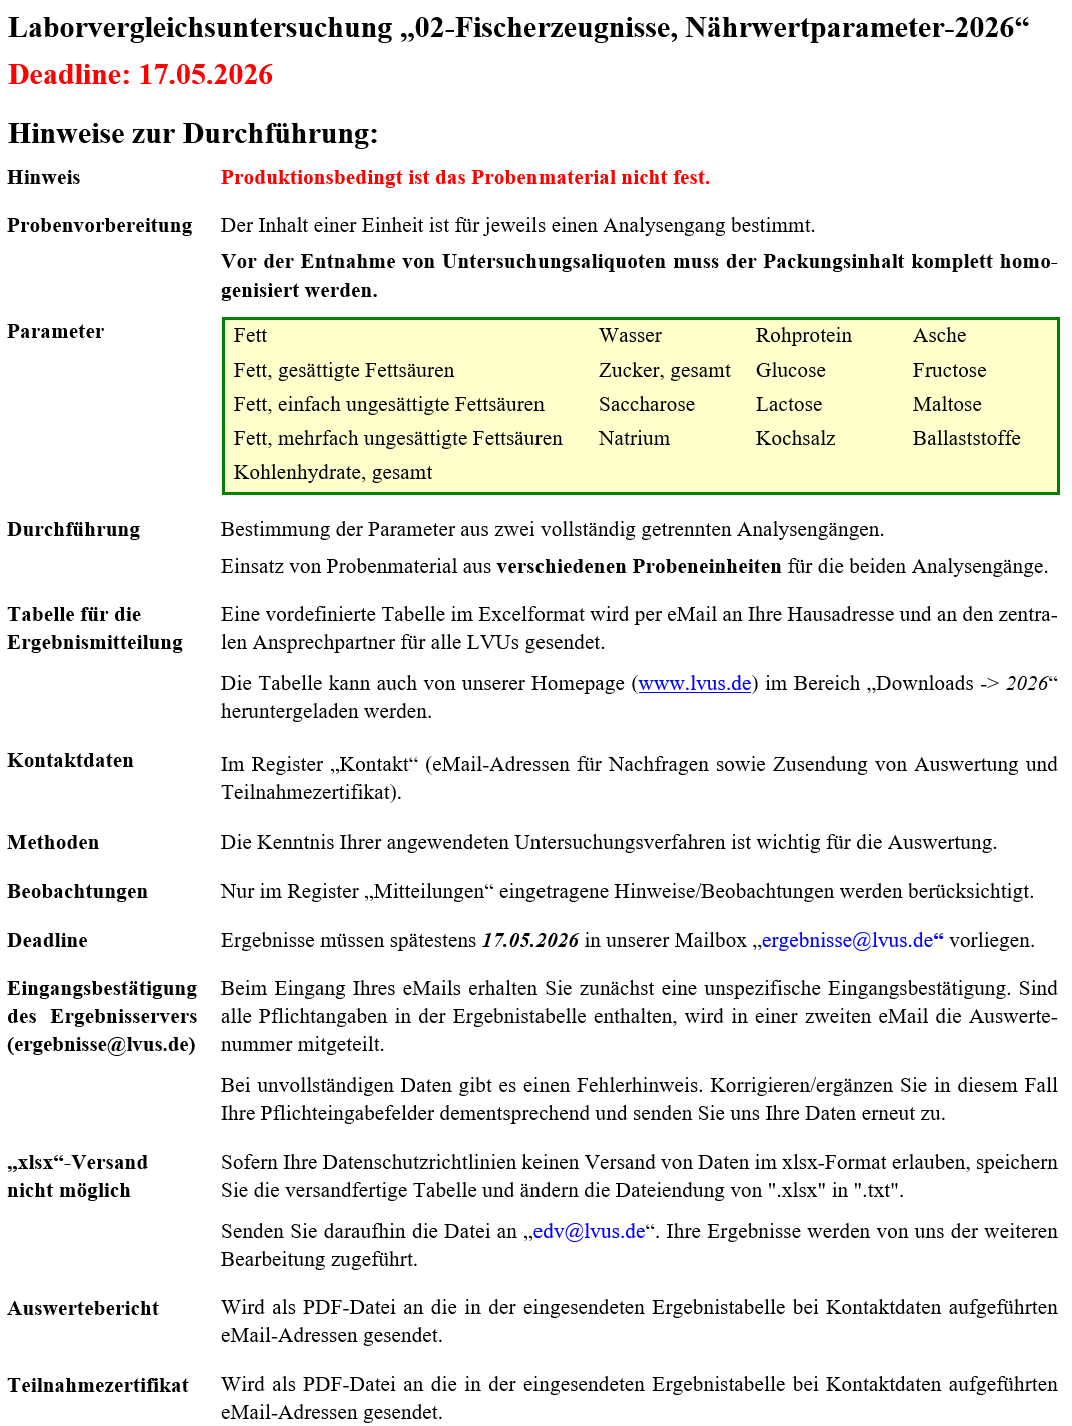 Laborvergleichsuntersuchung „02-Fischerzeugnisse, Nährwertparameter-2026“
Deadline: 17.05.2026
Hinweise zur Durchführung:
Hinweis Produktionsbedingt ist das Probenmaterial nicht fest.
Probenvorbereitung Der Inhalt einer Einheit ist für jeweils einen Analysengang bestimmt.
Vor der Entnahme von Untersuchungsaliquoten muss der Packungsinhalt komplett homo-
genisiert werden.
Parameter Fett Wasser Rohprotein Asche
Fett, gesättigte Fettsäuren Zucker, gesamt Glucose Fructose
Fett, einfach ungesättigte Fettsäuren Saccharose Lactose Maltose
Fett, mehrfach ungesättigte Fettsäuren Natrium Kochsalz Ballaststoffe
Kohlenhydrate, gesamt
Durchführung Bestimmung der Parameter aus zwei vollständig getrennten Analysengängen.
Einsatz von Probenmaterial aus verschiedenen Probeneinheiten für die beiden Analysengänge.
Tabelle für die Eine vordefinierte Tabelle im Excelformat wird per eMail an Ihre Hausadresse und an den zentra-
Ergebnismitteilung len Ansprechpartner für alle LVUs gesendet.
Die Tabelle kann auch von unserer Homepage (www.lvus.de) im Bereich „Downloads -> 2026“
heruntergeladen werden.
Kontaktdaten Im Register „Kontakt“ (eMail-Adressen für Nachfragen sowie Zusendung von Auswertung und
Teilnahmezertifikat).
Methoden Die Kenntnis Ihrer angewendeten Untersuchungsverfahren ist wichtig für die Auswertung.
Beobachtungen Nur im Register „Mitteilungen“ eingetragene Hinweise/Beobachtungen werden berücksichtigt.
Deadline Ergebnisse müssen spätestens 17.05.2026 in unserer Mailbox „ergebnisse@lvus.de“ vorliegen.
Eingangsbestätigung Beim Eingang Ihres eMails erhalten Sie zunächst eine unspezifische Eingangsbestätigung. Sind
des Ergebnisservers alle Pflichtangaben in der Ergebnistabelle enthalten, wird in einer zweiten eMail die Auswerte-
(ergebnisse@lvus.de) nummer mitgeteilt.
Bei unvollständigen Daten gibt es einen Fehlerhinweis. Korrigieren/ergänzen Sie in diesem Fall
Ihre Pflichteingabefelder dementsprechend und senden Sie uns Ihre Daten erneut zu.
„xlsx“-Versand Sofern Ihre Datenschutzrichtlinien keinen Versand von Daten im xlsx-Format erlauben, speichern
nicht möglich Sie die versandfertige Tabelle und ändern die Dateiendung von ".xlsx" in ".txt".
Senden Sie daraufhin die Datei an „edv@lvus.de“. Ihre Ergebnisse werden von uns der weiteren
Bearbeitung zugeführt.
Auswertebericht Wird als PDF-Datei an die in der eingesendeten Ergebnistabelle bei Kontaktdaten aufgeführten
eMail-Adressen gesendet.
Teilnahmezertifikat Wird als PDF-Datei an die in der eingesendeten Ergebnistabelle bei Kontaktdaten aufgeführten
eMail-Adressen gesendet.